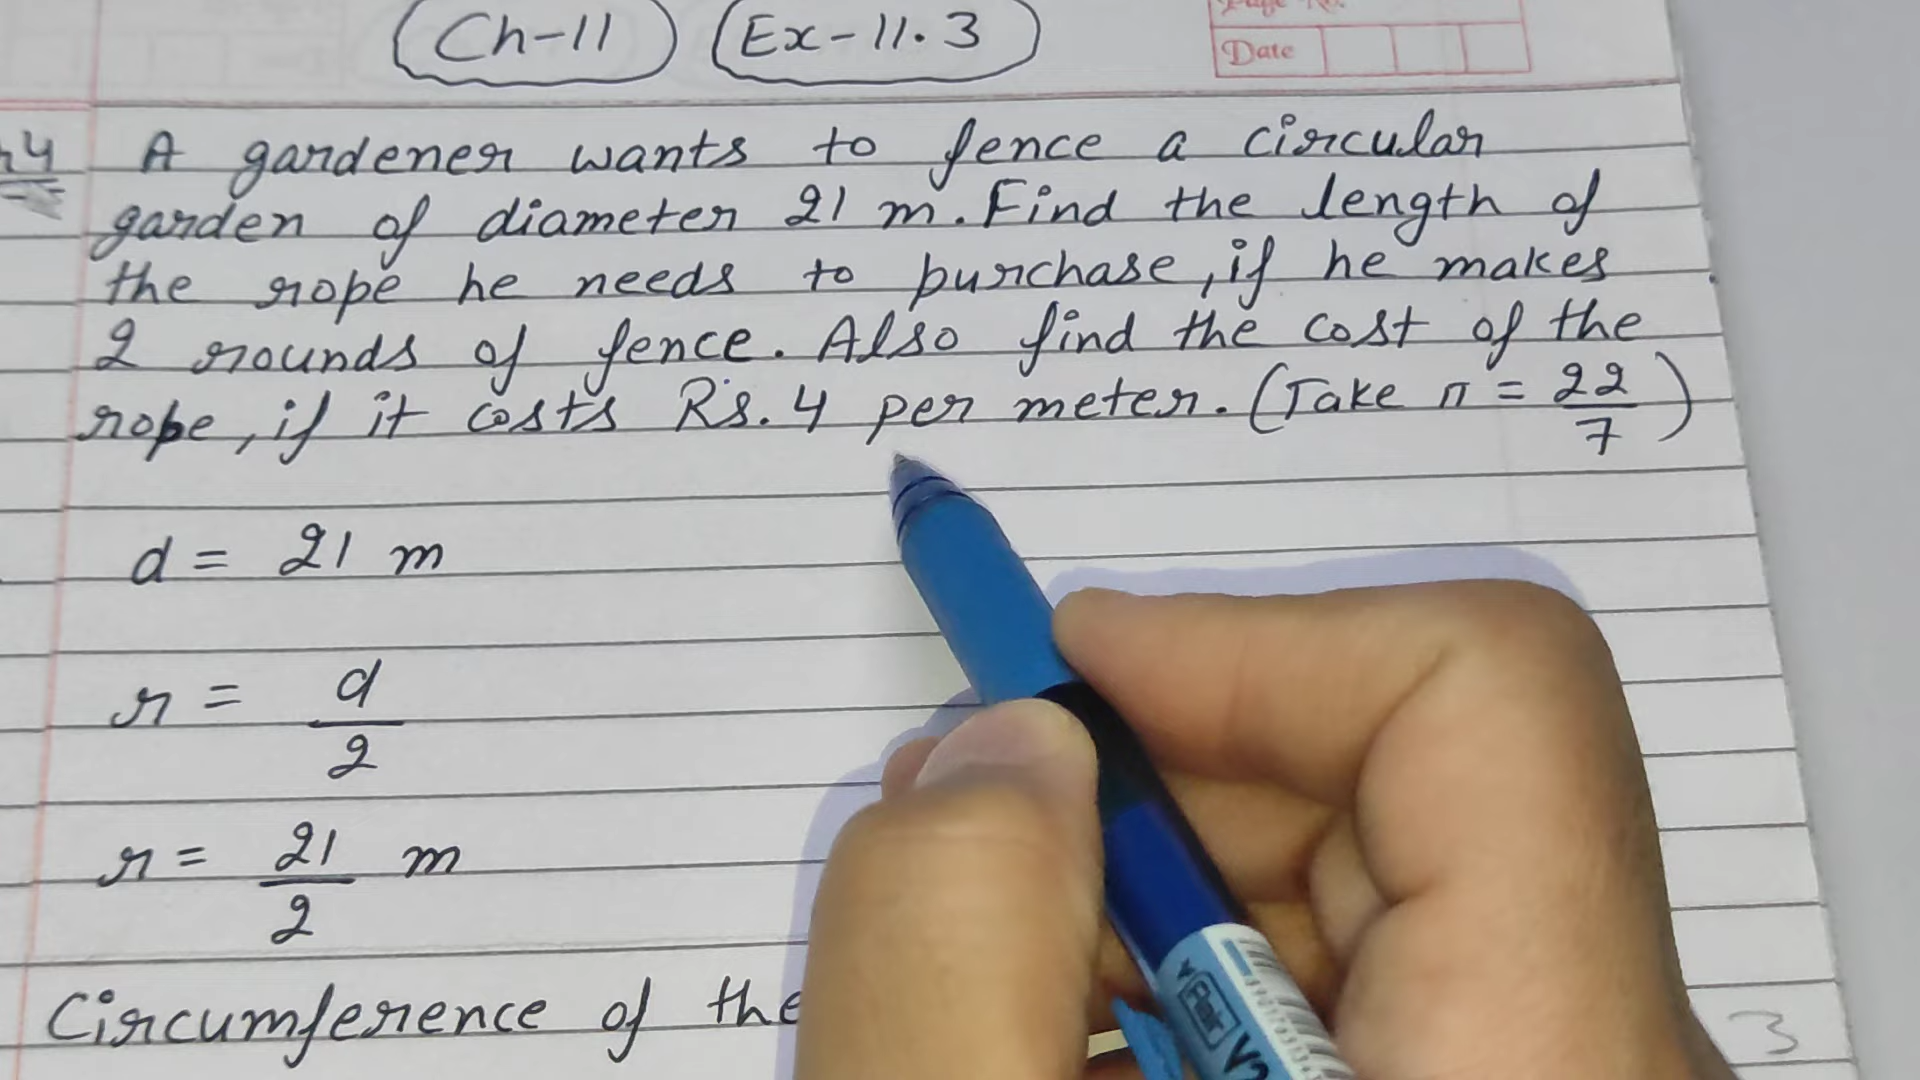 Ch-11 Ex-11.3
Date
A gardener wants to fence a circular
garden of diameter 21 m. Find the length of
the rope he needs to purchase, if he makes
2 rounds of fence. Also find the cost of the
rope, if it costs Rs. 4 per meter. (Take π = 22/7)
d = 21 m
r = d/2
r = 21/2 m
Circumference of the
Flair
3